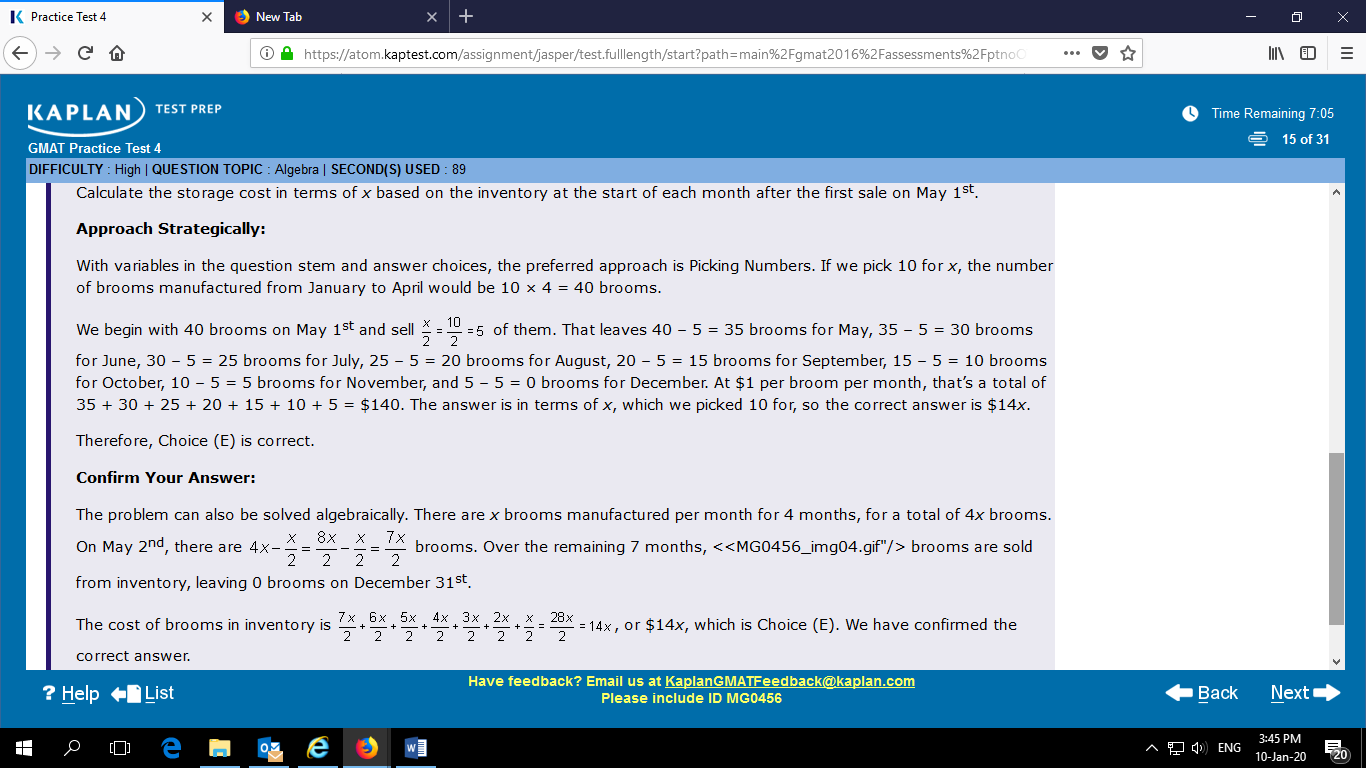 Practice Test 4
New Tab
https://atom.kaptest.com/assignment/jasper/test.fulllength/start?path=main%2Fgmat2016%2Fassessments%2Fptno
KAPLAN TEST PREP
Time Remaining 7:05
GMAT Practice Test 4
15 of 31
DIFFICULTY : High | QUESTION TOPIC : Algebra | SECOND(S) USED : 89
Calculate the storage cost in terms of x based on the inventory at the start of each month after the first sale on May 1st.
Approach Strategically:
With variables in the question stem and answer choices, the preferred approach is Picking Numbers. If we pick 10 for x, the number
of brooms manufactured from January to April would be 10 × 4 = 40 brooms.
We begin with 40 brooms on May 1st and sell x/2 = 10/2 = 5 of them. That leaves 40 – 5 = 35 brooms for May, 35 – 5 = 30 brooms
for June, 30 – 5 = 25 brooms for July, 25 – 5 = 20 brooms for August, 20 – 5 = 15 brooms for September, 15 – 5 = 10 brooms
for October, 10 – 5 = 5 brooms for November, and 5 – 5 = 0 brooms for December. At $1 per broom per month, that’s a total of
35 + 30 + 25 + 20 + 15 + 10 + 5 = $140. The answer is in terms of x, which we picked 10 for, so the correct answer is $14x.
Therefore, Choice (E) is correct.
Confirm Your Answer:
The problem can also be solved algebraically. There are x brooms manufactured per month for 4 months, for a total of 4x brooms.
On May 2nd, there are 4x – x/2 = 8x/2 – x/2 = 7x/2 brooms. Over the remaining 7 months, <<MG0456_img04.gif"/> brooms are sold
from inventory, leaving 0 brooms on December 31st.
The cost of brooms in inventory is 7x/2 + 6x/2 + 5x/2 + 4x/2 + 3x/2 + 2x/2 + x/2 = 28x/2 = 14x, or $14x, which is Choice (E). We have confirmed the
correct answer.
? Help
List
Have feedback? Email us at KaplanGMATFeedback@kaplan.com
Please include ID MG0456
Back
Next
ENG
3:45 PM
10-Jan-20
20